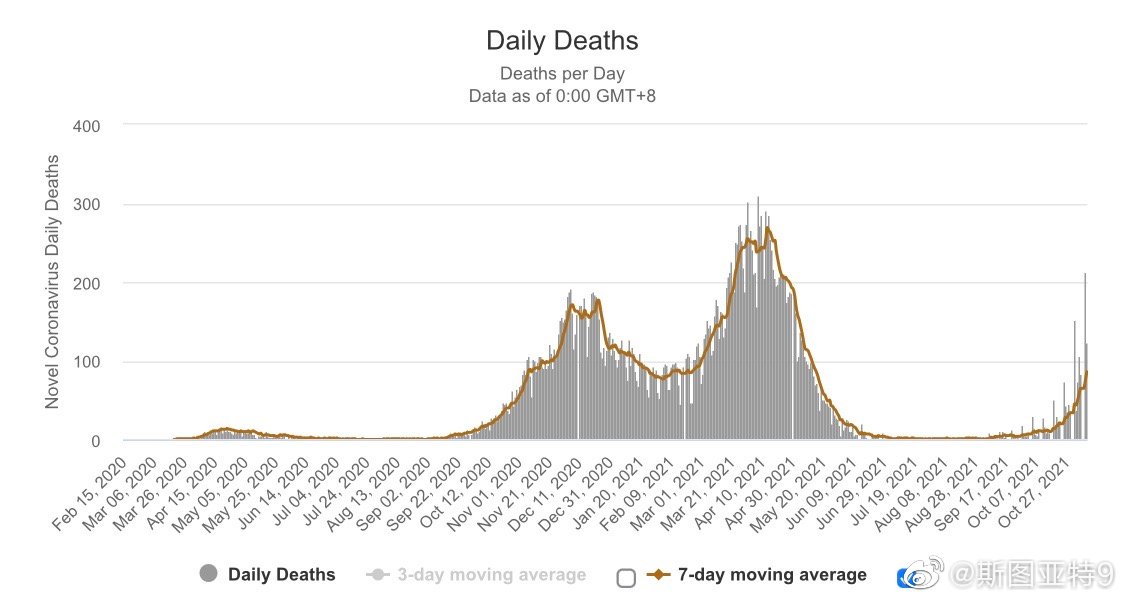 Daily Deaths
Deaths per Day
Data as of 0:00 GMT+8
Novel Coronavirus Daily Deaths
400
300
200
100
0
Feb 15, 2020
Mar 06, 2020
Mar 26, 2020
Apr 15, 2020
May 05, 2020
May 25, 2020
Jun 14, 2020
Jul 04, 2020
Jul 24, 2020
Aug 13, 2020
Sep 02, 2020
Sep 22, 2020
Oct 12, 2020
Nov 01, 2020
Nov 21, 2020
Dec 11, 2020
Dec 31, 2020
Jan 20, 2021
Feb 09, 2021
Mar 01, 2021
Mar 21, 2021
Apr 10, 2021
Apr 30, 2021
May 20, 2021
Jun 09, 2021
Jun 29, 2021
Jul 19, 2021
Aug 08, 2021
Aug 28, 2021
Sep 17, 2021
Oct 07, 2021
Oct 27, 2021
Daily Deaths 3-day moving average 7-day moving average
@斯图亚特9